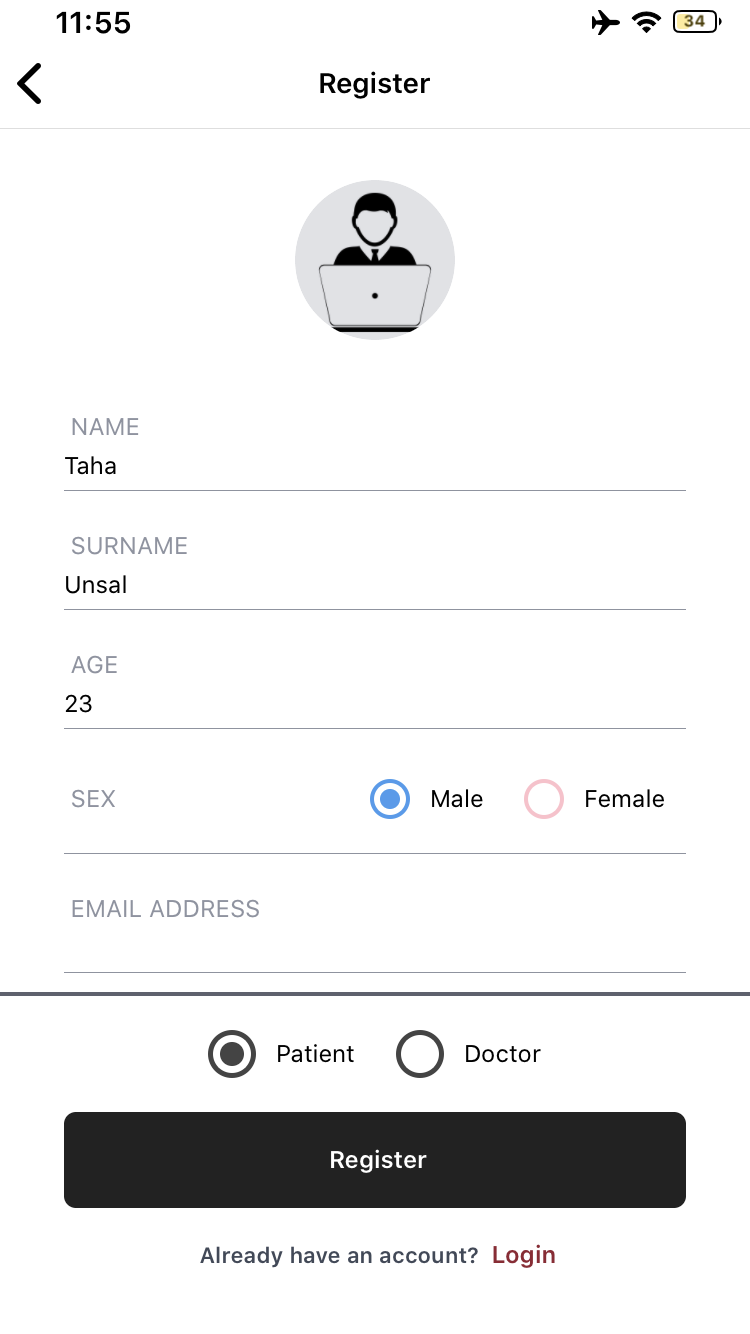 11:55 34
Register
NAME
Taha
SURNAME
Unsal
AGE
23
SEX Male Female
EMAIL ADDRESS
Patient Doctor
Register
Already have an account? Login